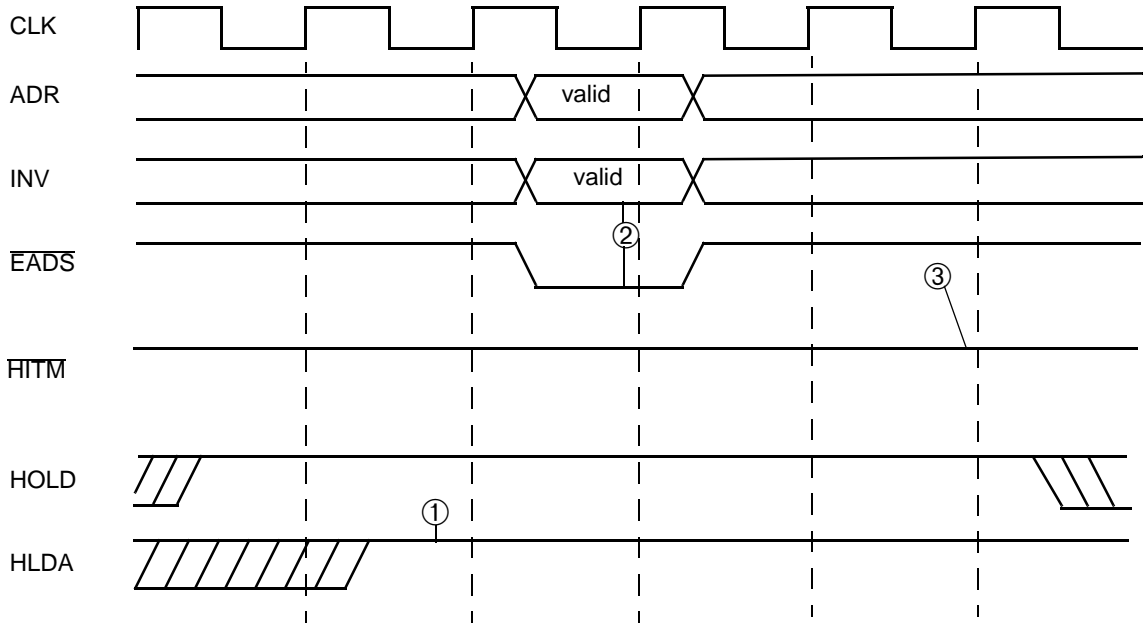 CLK
ADR
valid
INV
valid
②
EADS
③
HITM
HOLD
①
HLDA